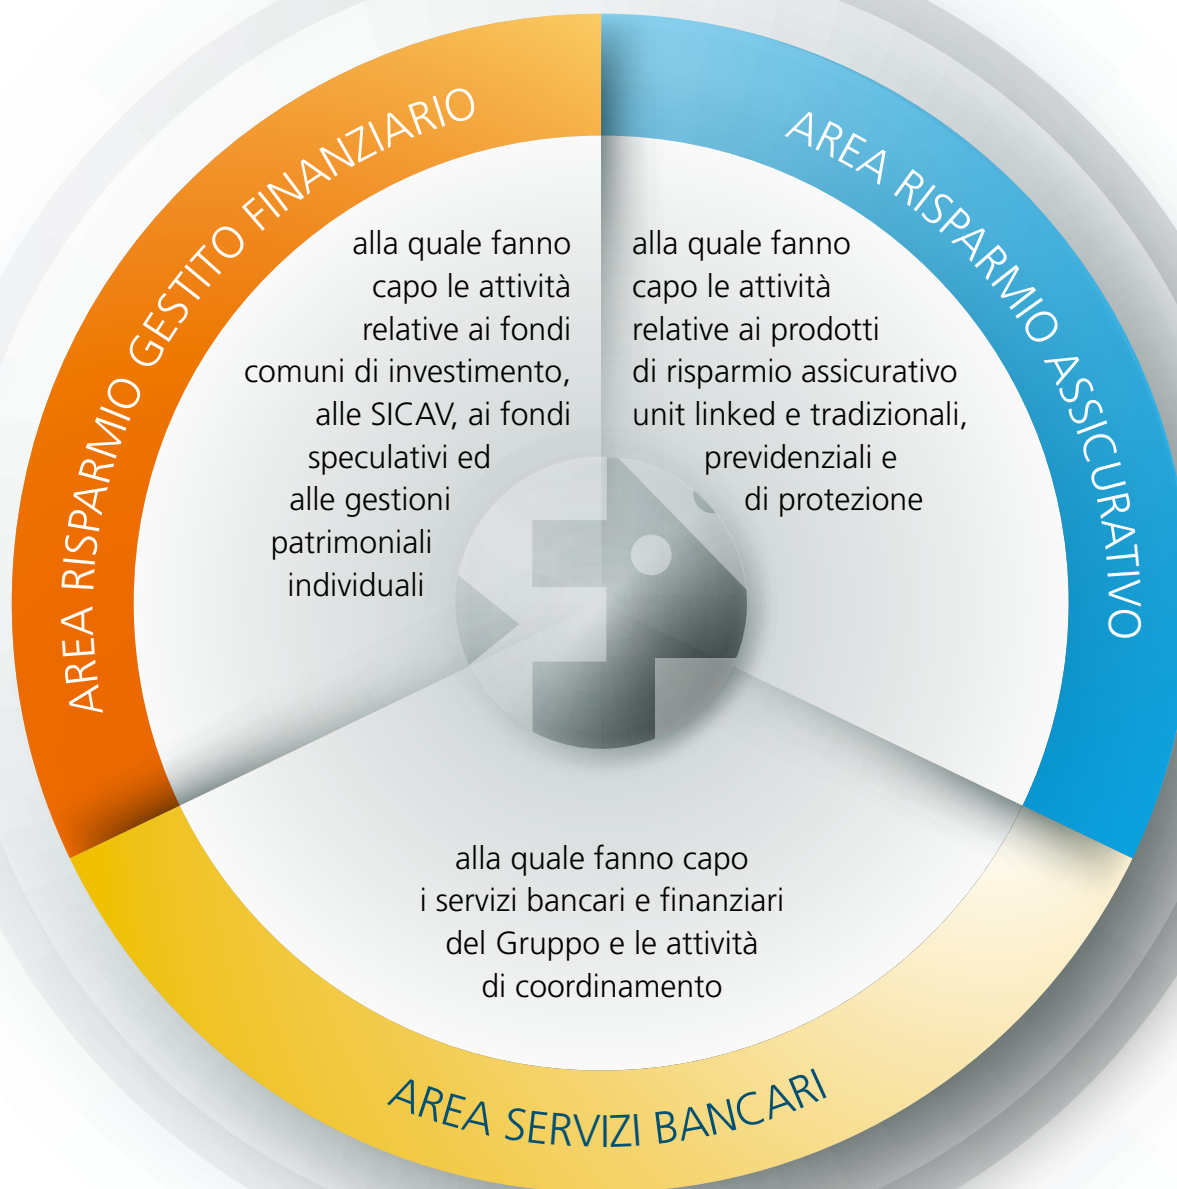 AREA RISPARMIO GESTITO FINANZIARIO
alla quale fanno
capo le attività
relative ai fondi
comuni di investimento,
alle SICAV, ai fondi
speculativi ed
alle gestioni
patrimoniali
individuali
AREA RISPARMIO ASSICURATIVO
alla quale fanno
capo le attività
relative ai prodotti
di risparmio assicurativo
unit linked e tradizionali,
previdenziali e
di protezione
alla quale fanno capo
i servizi bancari e finanziari
del Gruppo e le attività
di coordinamento
AREA SERVIZI BANCARI